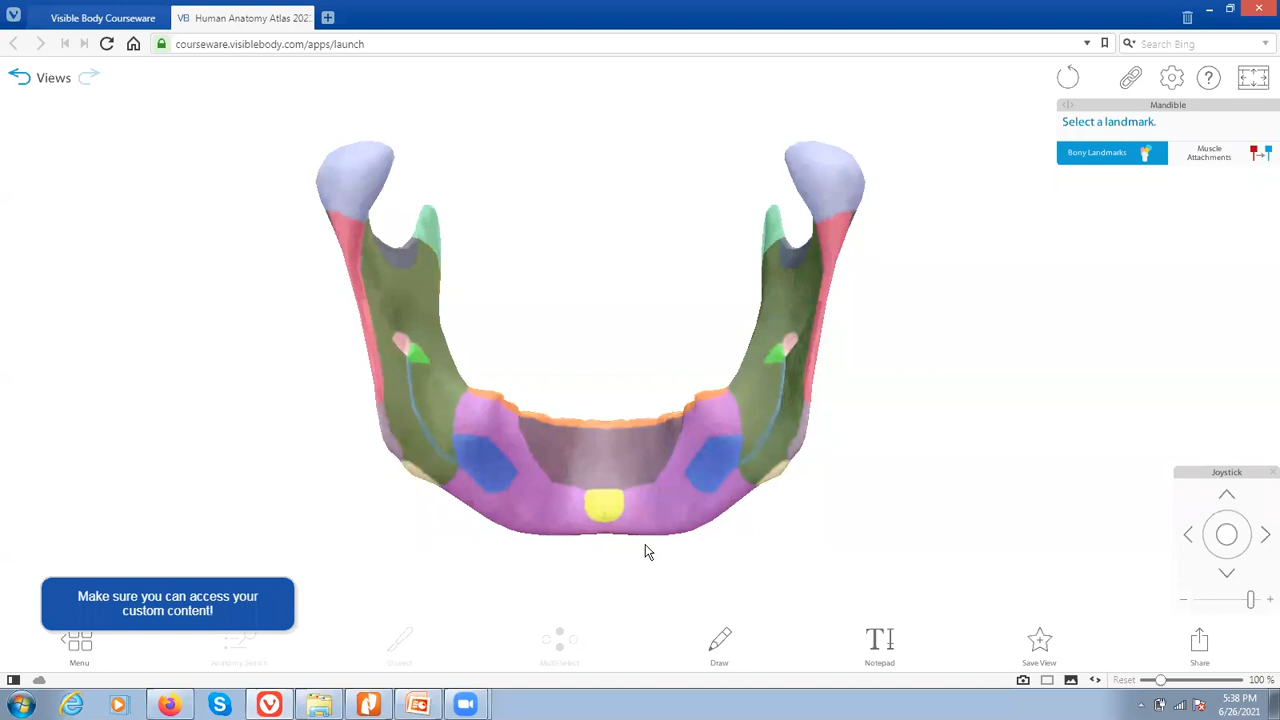 Visible Body Courseware
VB Human Anatomy Atlas 202
courseware.visiblebody.com/apps/launch
Search Bing
Views
Mandible
Select a landmark.
Bony Landmarks
Muscle
Attachments
Joystick
Make sure you can access your
custom content!
Menu
MultiSelect
Draw
Notepad
Save View
Share
Reset
100 %
5:38 PM
6/26/2021